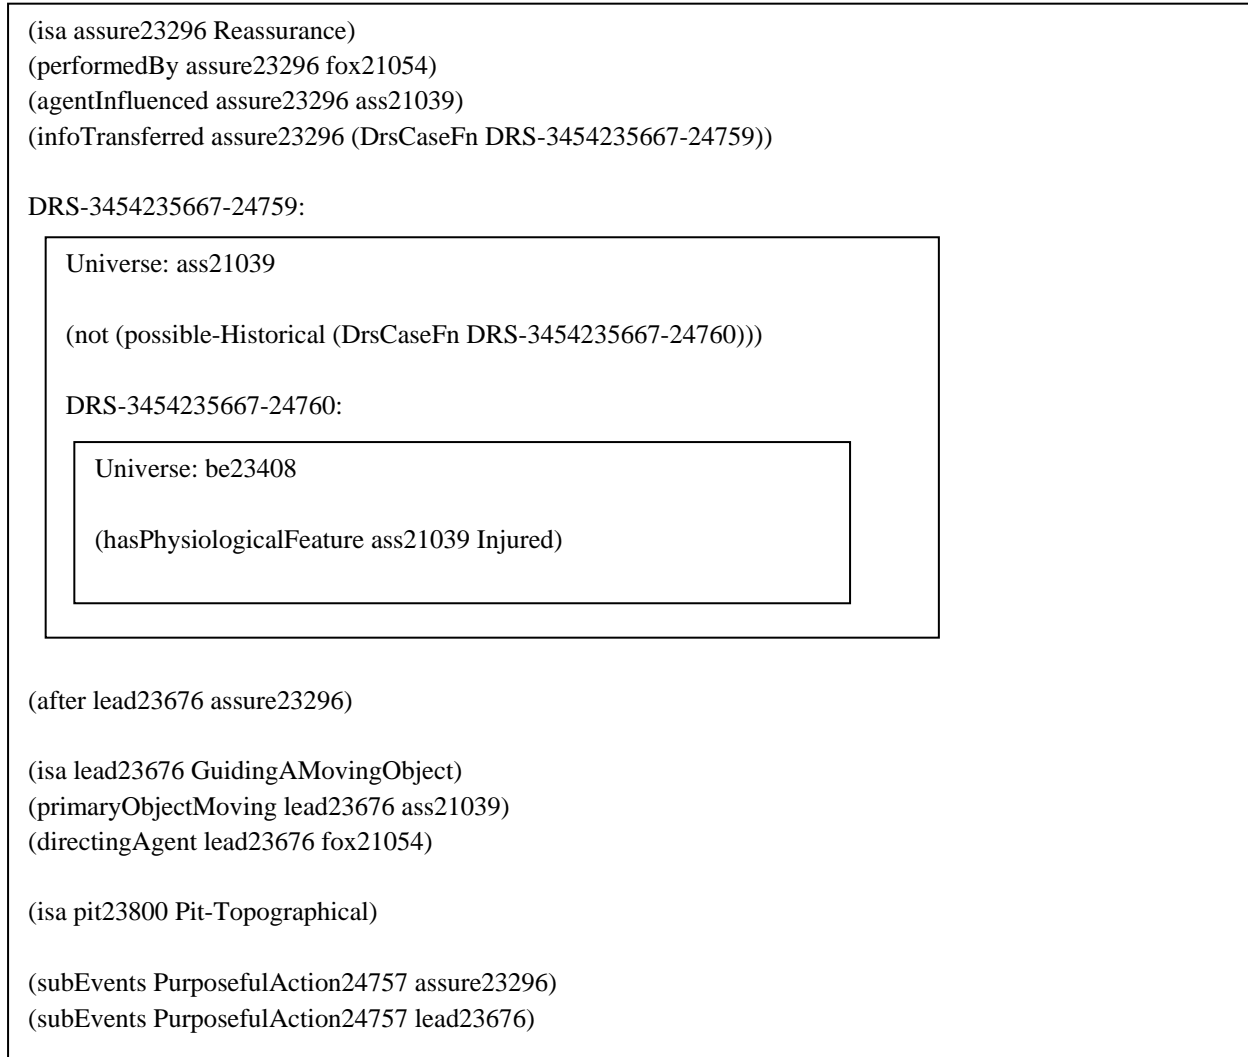 (isa assure23296 Reassurance)
(performedBy assure23296 fox21054)
(agentInfluenced assure23296 ass21039)
(infoTransferred assure23296 (DrsCaseFn DRS-3454235667-24759))
DRS-3454235667-24759:
Universe: ass21039
(not (possible-Historical (DrsCaseFn DRS-3454235667-24760)))
DRS-3454235667-24760:
Universe: be23408
(hasPhysiologicalFeature ass21039 Injured)
(after lead23676 assure23296)
(isa lead23676 GuidingAMovingObject)
(primaryObjectMoving lead23676 ass21039)
(directingAgent lead23676 fox21054)
(isa pit23800 Pit-Topographical)
(subEvents PurposefulAction24757 assure23296)
(subEvents PurposefulAction24757 lead23676)